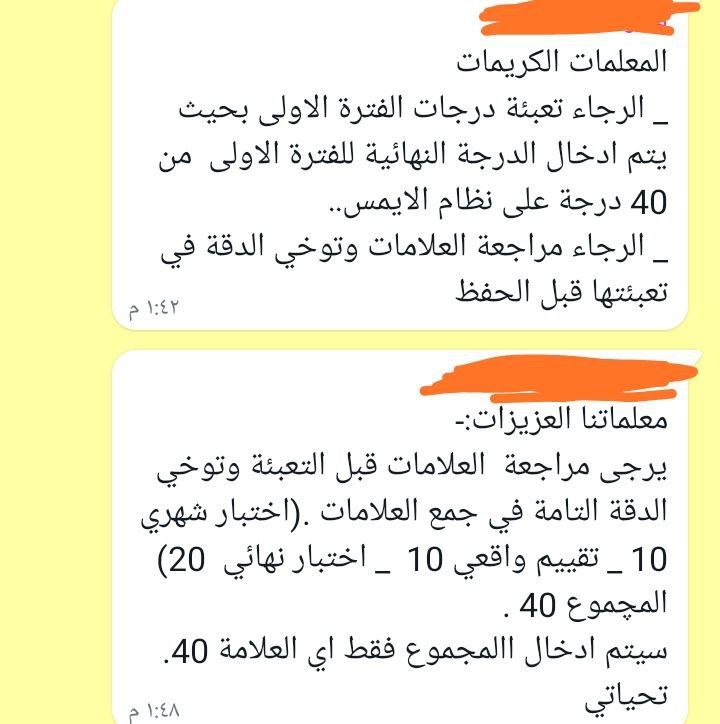 المعلمات الكريمات
_ الرجاء تعبئة درجات الفترة الاولى بحيث
يتم ادخال الدرجة النهائية للفترة الاولى من
40 درجة على نظام الايمس..
_ الرجاء مراجعة العلامات وتوخي الدقة في
تعبئتها قبل الحفظ
١:٤٢ م
معلماتنا العزيزات:-
يرجى مراجعة العلامات قبل التعبئة وتوخي
الدقة التامة في جمع العلامات .(اختبار شهري
10 _ تقييم واقعي 10 _ اختبار نهائي 20)
المجموع 40 .
سيتم ادخال االمجموع فقط اي العلامة 40.
تحياتي
١:٤٨ م